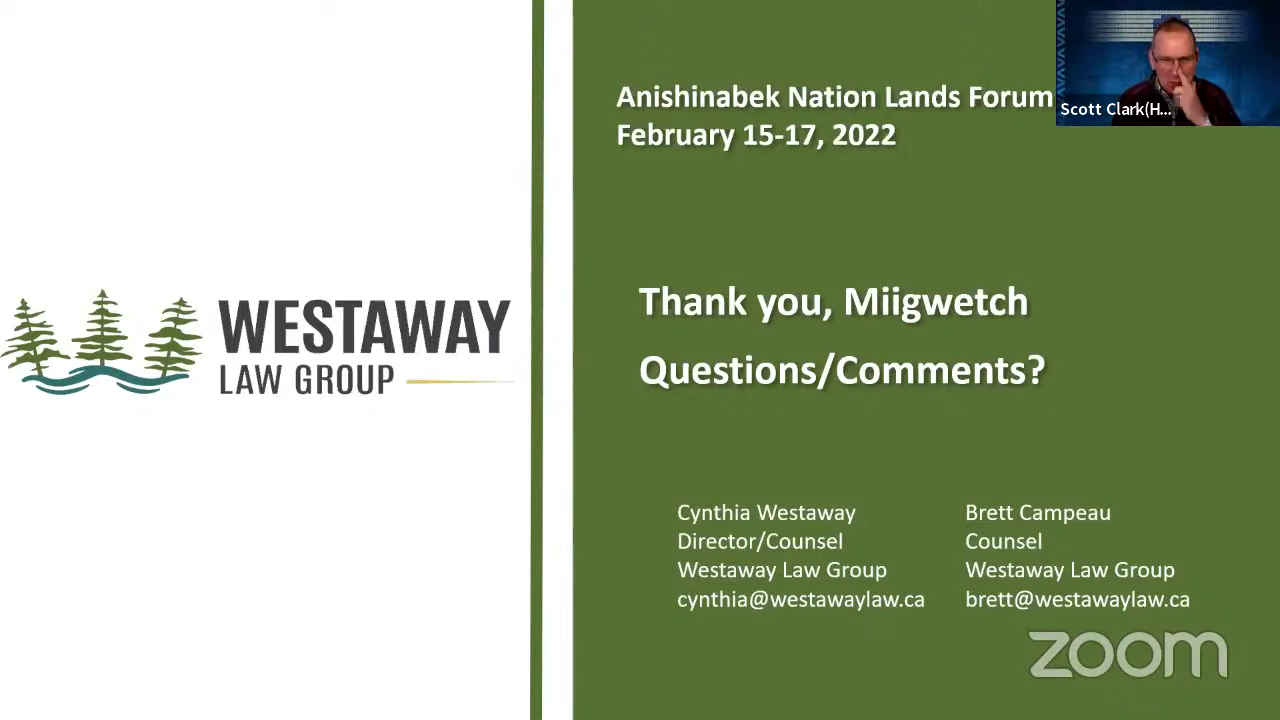 Anishinabek Nation Lands Forum
February 15-17, 2022
Scott Clark(H...
WESTAWAY
LAW GROUP
Thank you, Miigwetch
Questions/Comments?
Cynthia Westaway
Director/Counsel
Westaway Law Group
cynthia@westawaylaw.ca
Brett Campeau
Counsel
Westaway Law Group
brett@westawaylaw.ca
zoom